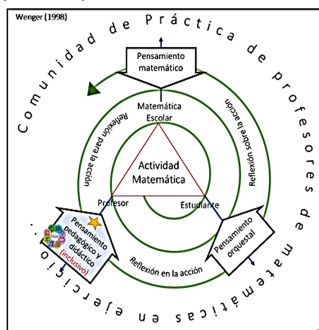 Wenger (1998)
Comunidad de Práctica de profesores de matemáticas en ejercicio
Pensamiento
matemático
Matemática
Escolar
Reflexión para la acción
Reflexión sobre la acción
Actividad
Matemática
Profesor
Estudiante
Pensamiento
pedagógico y
didáctico
(inclusivo)
Pensamiento
orquestal
Reflexión en la acción